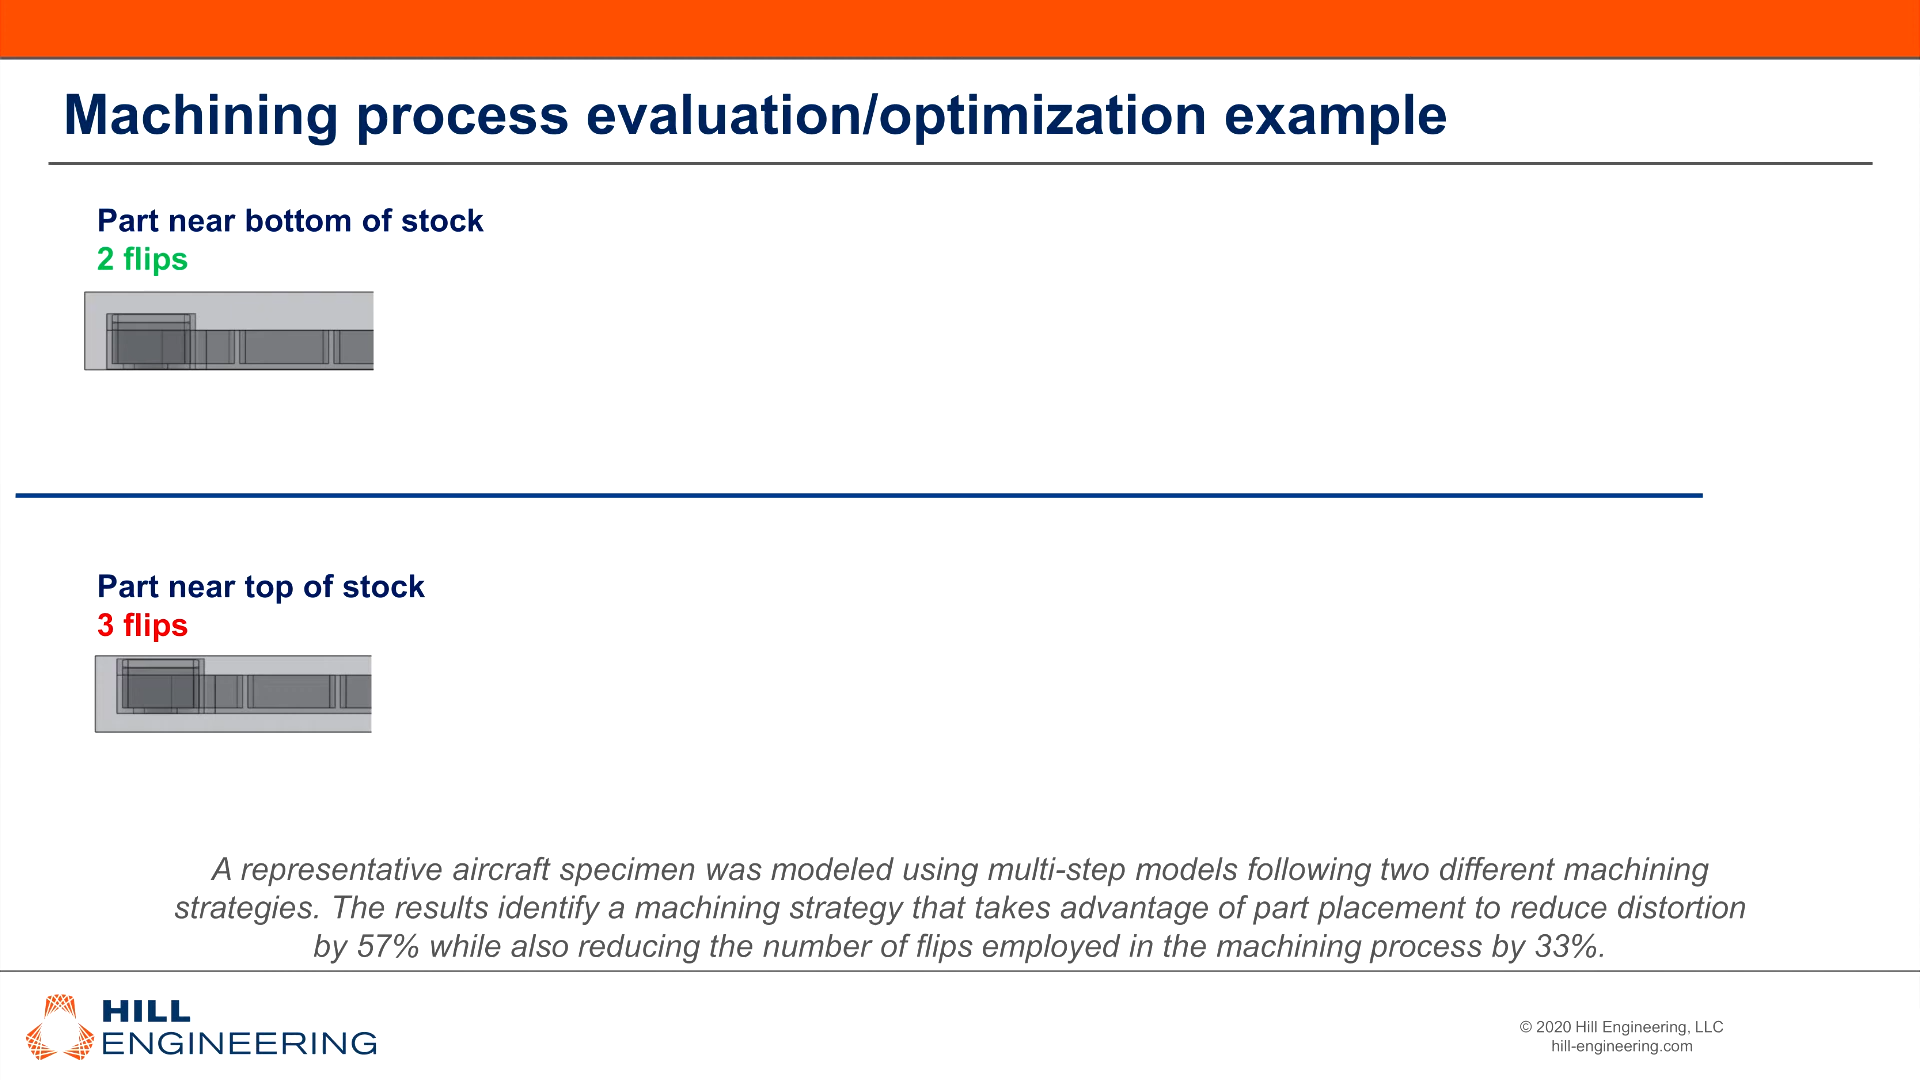 Machining process evaluation/optimization example
Part near bottom of stock
2 flips
Part near top of stock
3 flips
A representative aircraft specimen was modeled using multi-step models following two different machining
strategies. The results identify a machining strategy that takes advantage of part placement to reduce distortion
by 57% while also reducing the number of flips employed in the machining process by 33%.
HILL
ENGINEERING
© 2020 Hill Engineering, LLC
hill-engineering.com